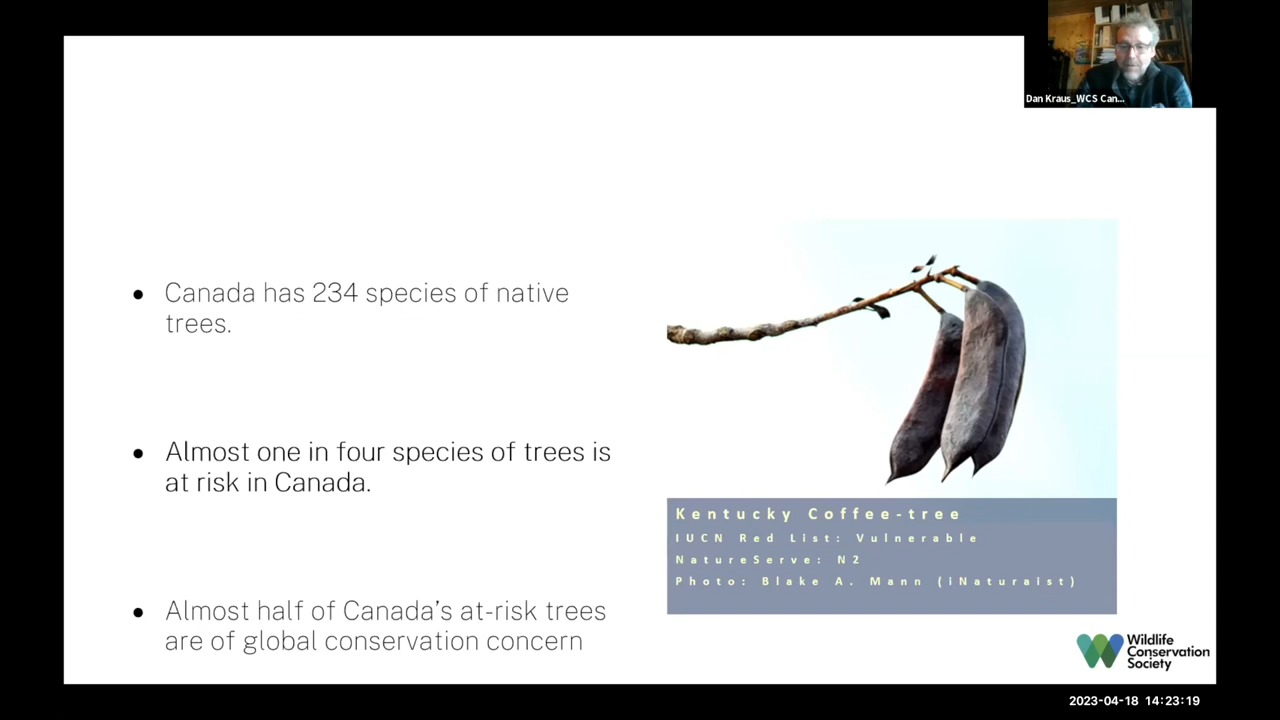 Dan Kraus_WCS Can...
Canada has 234 species of native
trees.
Almost one in four species of trees is
at risk in Canada.
Almost half of Canada's at-risk trees
are of global conservation concern
Kentucky Coffee-tree
IUCN Red List: Vulnerable
NatureServe: N2
Photo: Blake A. Mann (iNaturaist)
Wildlife
Conservation
Society
2023-04-18 14:23:19